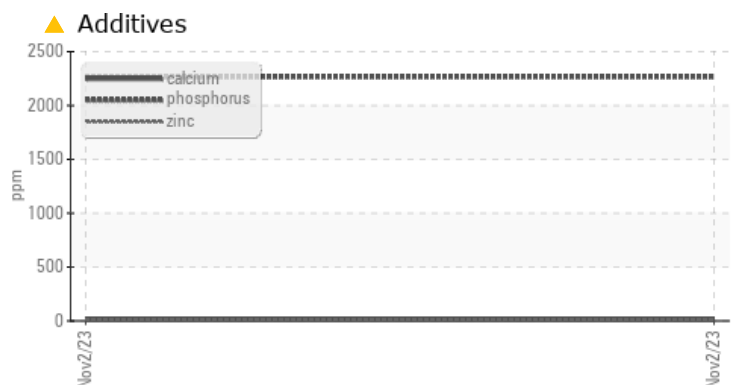 Additives
2500
2000
1500
1000
500
0
ppm
calcium
phosphorus
zinc
Nov2/23
Nov2/23